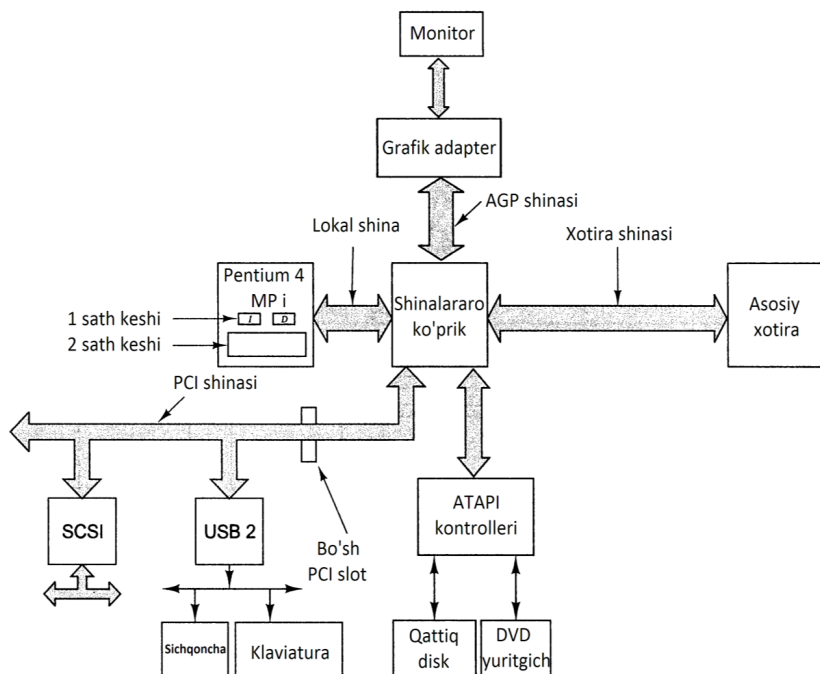 Monitor
Grafik adapter
AGP shinasi
Lokal shina
Xotira shinasi
Pentium 4
MP i
I D
1 sath keshi
2 sath keshi
Shinalararo
ko'prik
Asosiy
xotira
PCI shinasi
SCSI
USB 2
Bo'sh
PCI slot
ATAPI
kontrolleri
Sichqoncha
Klaviatura
Qattiq
disk
DVD
yuritgich